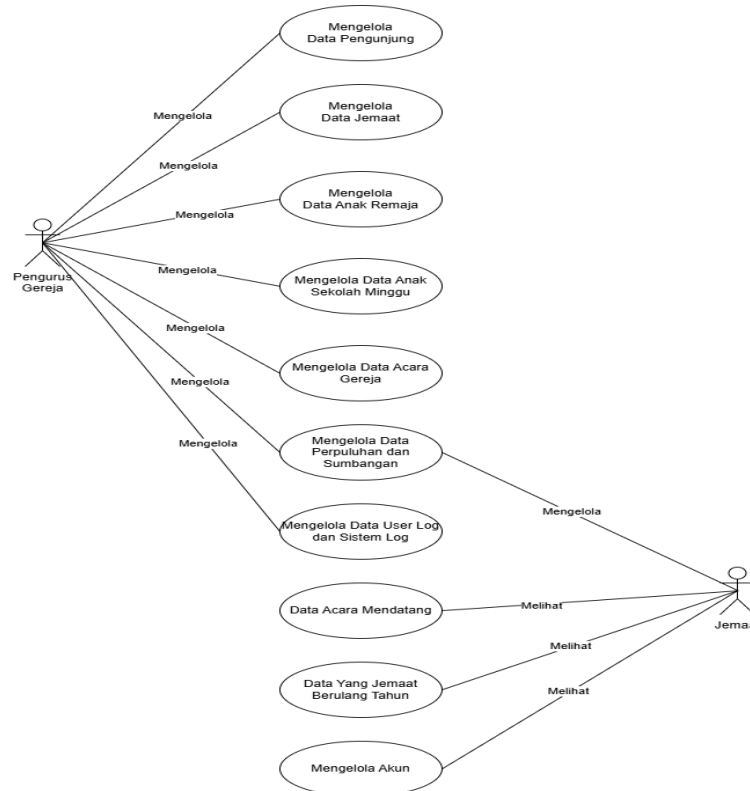 Mengelola
Data Pengunjung
Mengelola
Mengelola
Data Jemaat
Mengelola
Mengelola
Data Anak Remaja
Mengelola
Pengurus
Gereja
Mengelola
Mengelola Data Anak
Sekolah Minggu
Mengelola
Mengelola Data Acara
Gereja
Mengelola
Mengelola Data
Perpuluhan dan
Sumbangan
Mengelola
Mengelola
Mengelola Data User Log
dan Sistem Log
Data Acara Mendatang
Melihat
Jemaa
Melihat
Data Yang Jemaat
Berulang Tahun
Melihat
Mengelola Akun